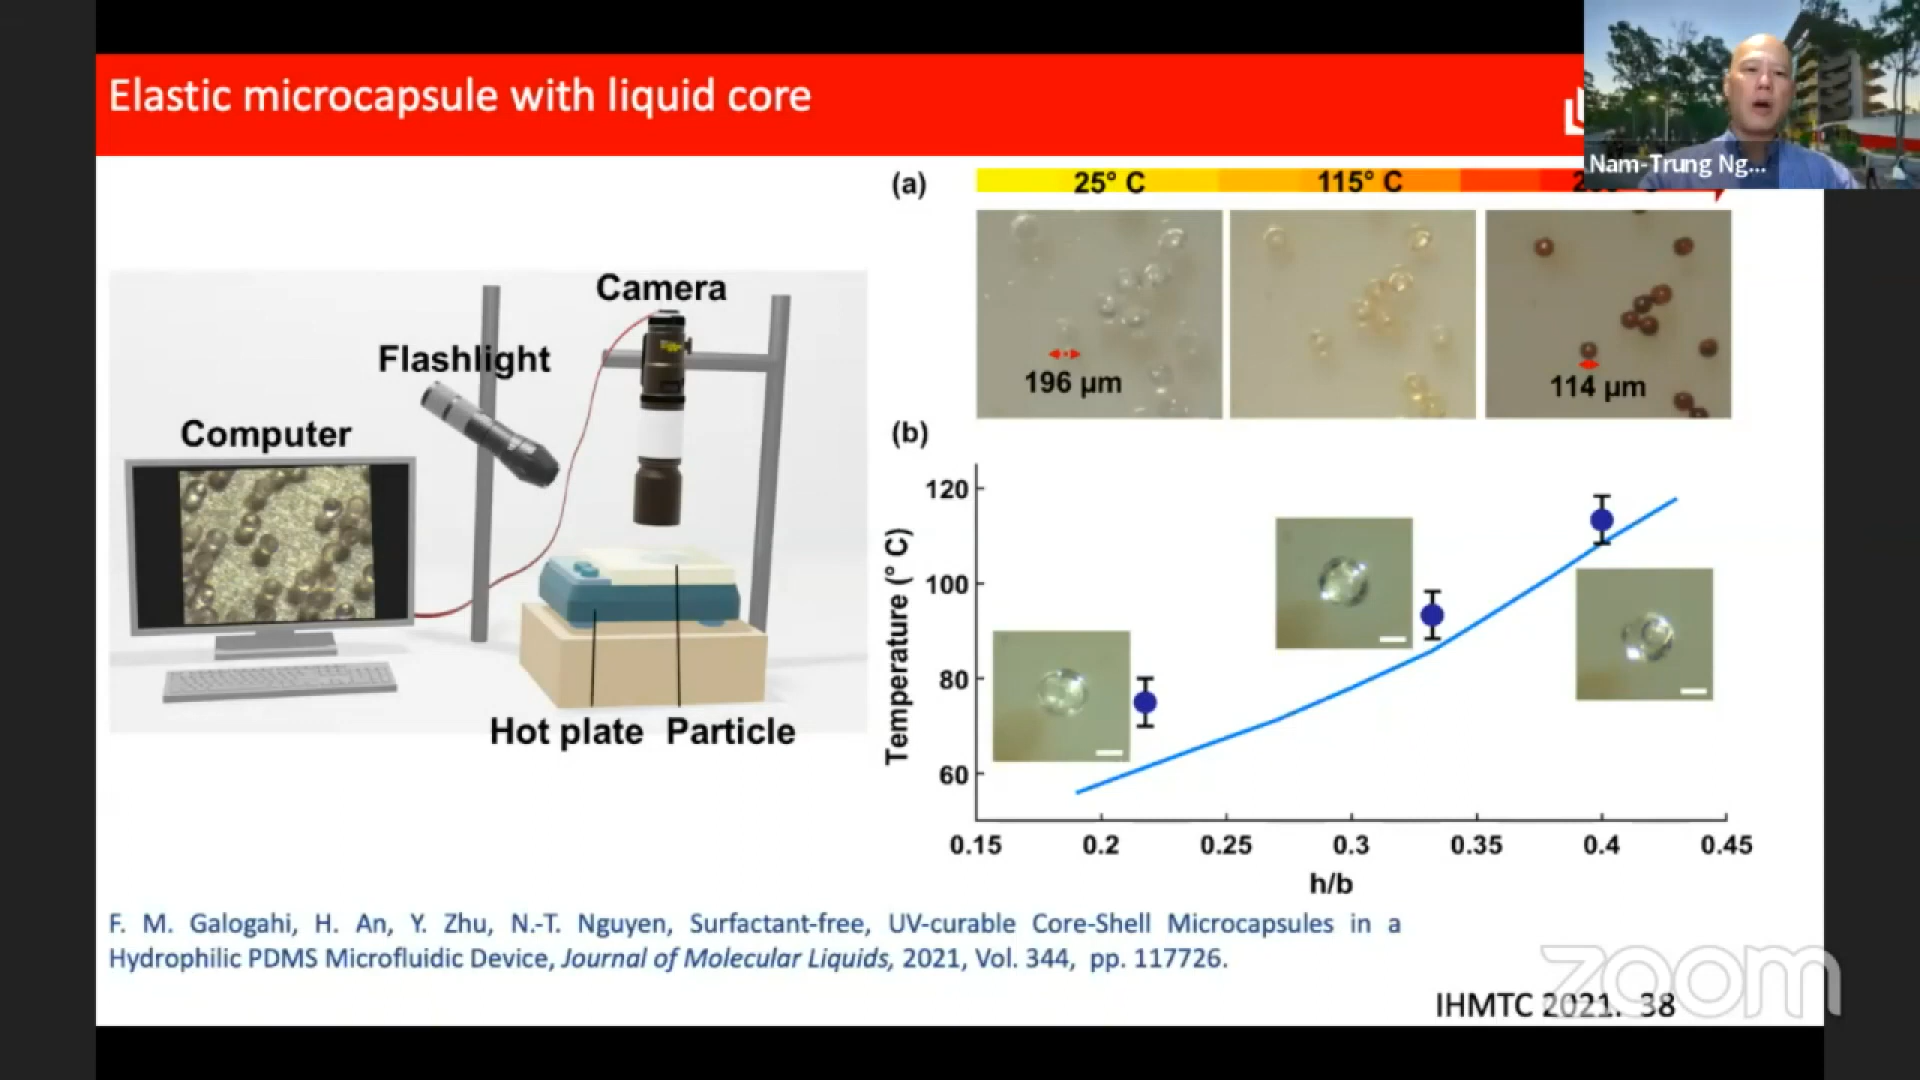 Elastic microcapsule with liquid core
Nam-Trung Ng...
(a)
25° C
115° C
196 µm
114 µm
Camera
Flashlight
Computer
Hot plate
Particle
(b)
Temperature (° C)
120
100
80
60
0.15
0.2
0.25
0.3
0.35
0.4
0.45
h/b
F. M. Galogahi, H. An, Y. Zhu, N.-T. Nguyen, Surfactant-free, UV-curable Core-Shell Microcapsules in a
Hydrophilic PDMS Microfluidic Device, Journal of Molecular Liquids, 2021, Vol. 344, pp. 117726.
zoom
IHMTC 2021. 38